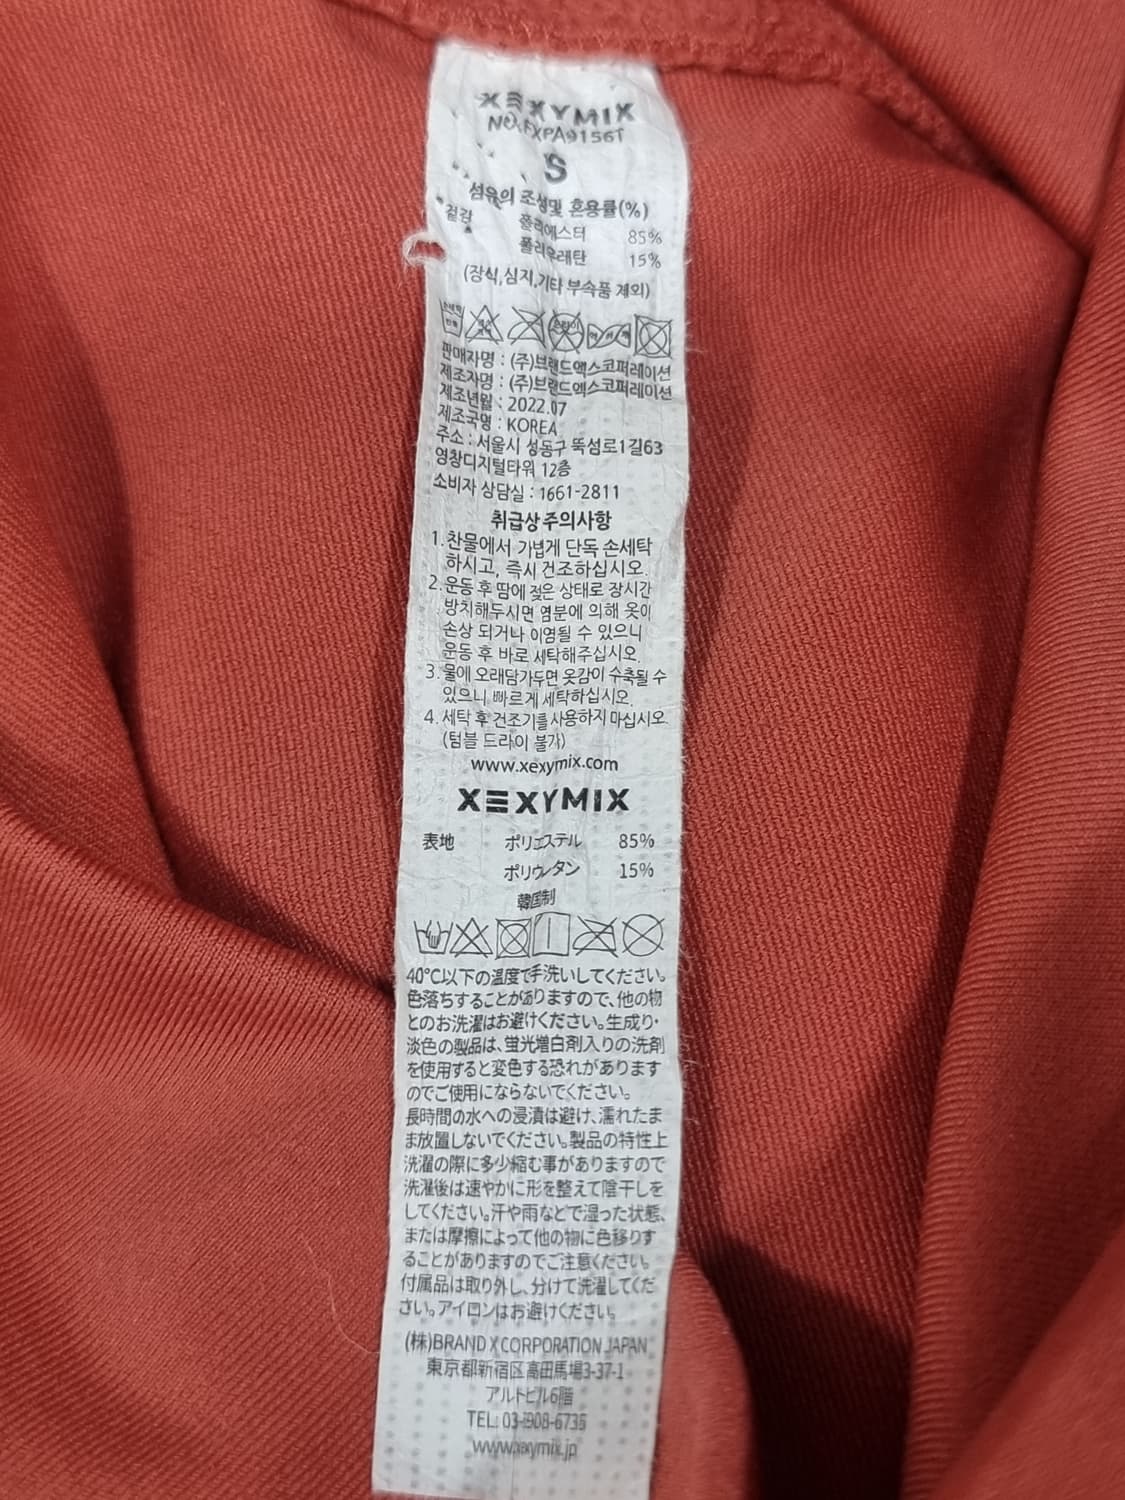 XEXYMIX
S
섬유의 조성및 혼용률(%)
겉감 폴리에스터 85%
폴리우레탄 15%
(장식,심지,기타 부속품 제외)
판매자명 : (주)브랜드엑스코퍼레이션
제조자명 : (주)브랜드엑스코퍼레이션
제조년월 : 2022.07
제조국명 : KOREA
주소 : 서울시 성동구 뚝섬로1길63
영창디지털타워 12층
소비자 상담실 : 1661-2811
취급상 주의사항
1. 찬물에서 가볍게 단독 손세탁
하시고, 즉시 건조하십시오.
2. 운동 후 땀에 젖은 상태로 장시간
방치해두시면 염분에 의해 옷이
손상 되거나 이염될 수 있으니
운동 후 바로 세탁해주십시오.
3. 물에 오래담가두면 옷감이 수축될 수
있으니 빠르게 세탁하십시오.
4. 세탁 후 건조기를 사용하지 마십시오
(텀블 드라이 불가)
www.xexymix.com
XEXYMIX
表地 ポリエステル 85%
ポリウレタン 15%
韓国制
40°C以下の温度で手洗いしてください。
色落ちすることがありますので、他の物
とのお洗濯はお避けください。生成り・
淡色の製品は、蛍光増白剤入りの洗剤
を使用すると変色する恐れがあります
のでご使用にならないでください。
長時間の水への浸漬は避け、濡れたま
ま放置しないでください。製品の特性上
洗濯の際に多少縮む事がありますので
洗濯後は速やかに形を整えて陰干しを
してください。汗や雨などで湿った状態、
または摩擦によって他の物に色移りす
ることがありますのでご注意ください。
付属品は取り外し、分けて洗濯してくだ
さい。アイロンはお避けください。
(株)BRAND X CORPORATION JAPAN
東京都新宿区高田馬場3-37-1
アルトビル6階
TEL: 03-6908-6735
www.xexymix.jp